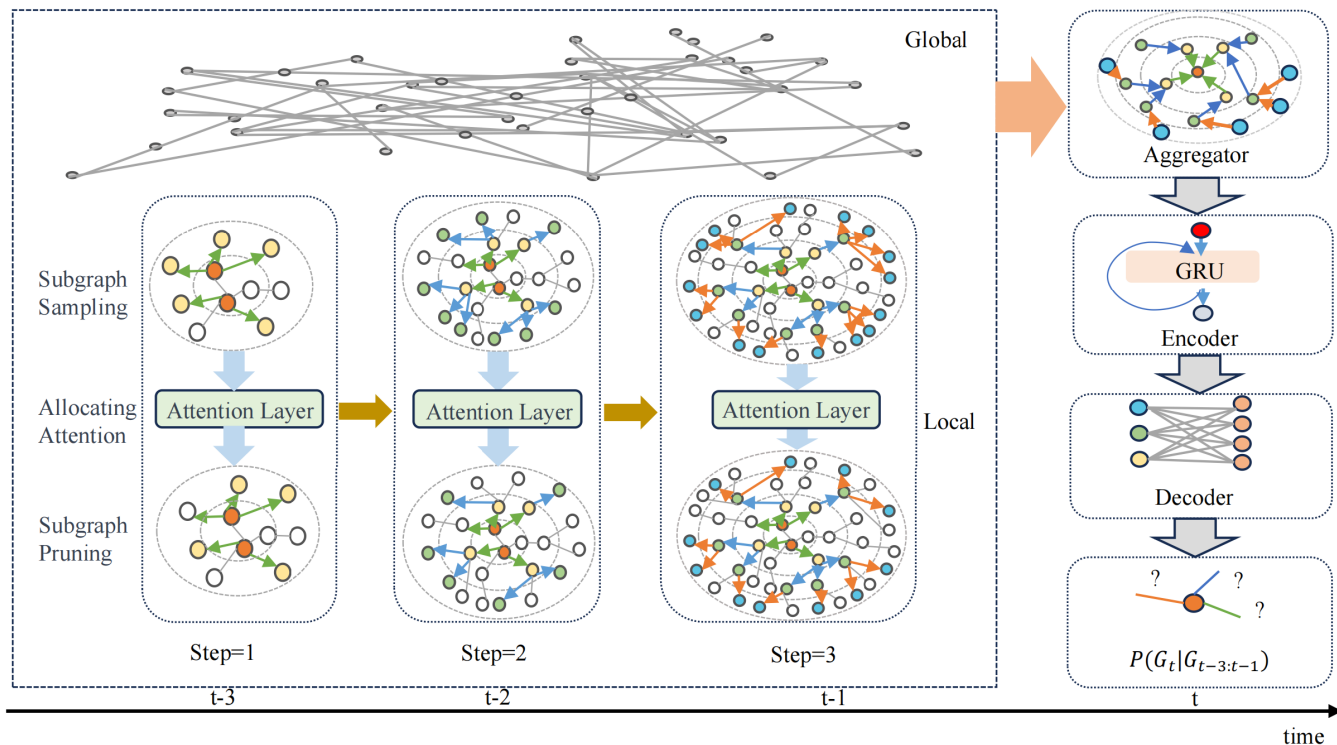 Global
Aggregator
GRU
Encoder
Decoder
?
?
?
P(G_t|G_{t-3:t-1})
Subgraph
Sampling
Allocating
Attention
Attention Layer
Attention Layer
Attention Layer
Local
Subgraph
Pruning
Step=1
Step=2
Step=3
t-3
t-2
t-1
t
time